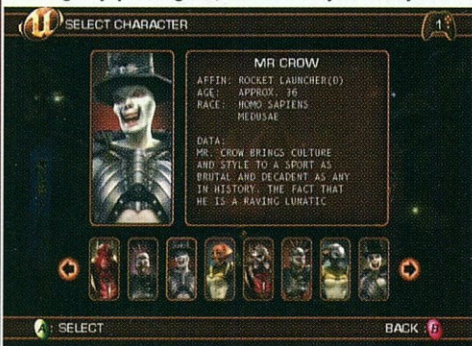 SELECT CHARACTER
1
MR CROW
AFFIN: ROCKET LAUNCHER(D)
AGE: APPROX. 36
RACE: HOMO SAPIENS
MEDUSAE
DATA:
MR. CROW BRINGS CULTURE
AND STYLE TO A SPORT AS
BRUTAL AND DECADENT AS ANY
IN HISTORY. THE FACT THAT
HE IS A RAVING LUNATIC
A : SELECT
BACK : B